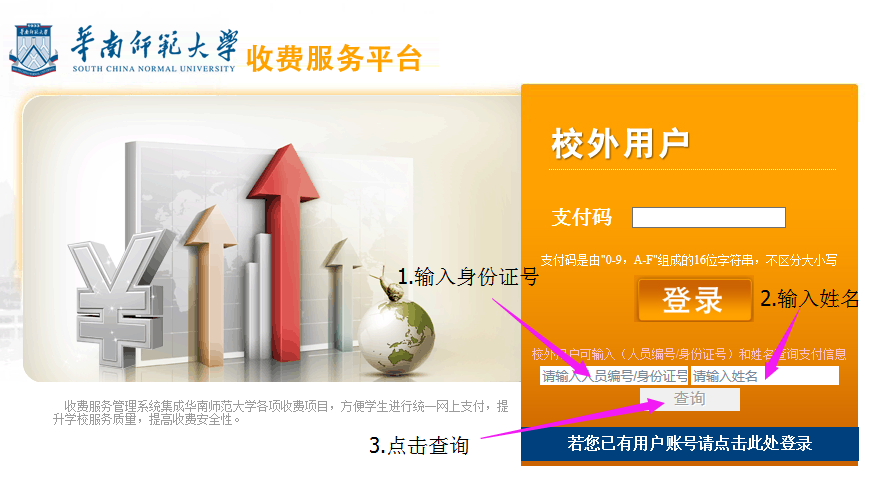 華南師範大學
SOUTH CHINA NORMAL UNIVERSITY
收费服务平台
校外用户
支付码
支付码是由"0-9，A-F"组成的16位字符串，不区分大小写
1.输入身份证号
登录
2.输入姓名
校外用户可输入（人员编号/身份证号）和姓名查询支付信息
请输入人员编号/身份证号
请输入姓名
查询
收费服务管理系统集成华南师范大学各项收费项目，方便学生进行统一网上支付，提
升学校服务质量，提高收费安全性。
3.点击查询
若您已有用户账号请点击此处登录